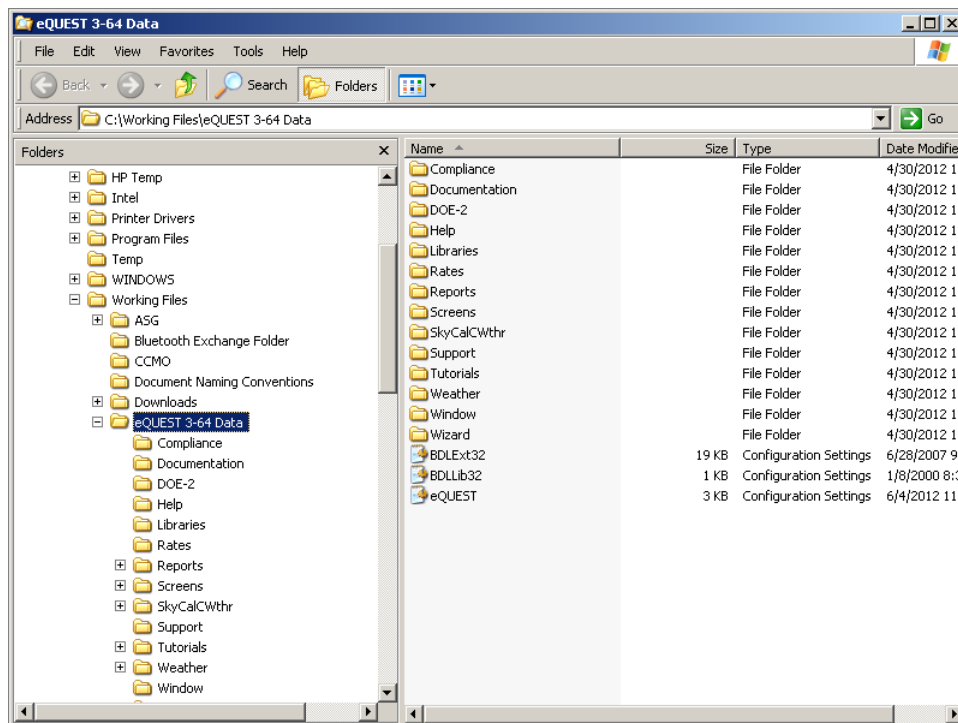 eQUEST 3-64 Data
File Edit View Favorites Tools Help
Back Search Folders
Address C:\Working Files\eQUEST 3-64 Data Go
Folders
HP Temp
Intel
Printer Drivers
Program Files
Temp
WINDOWS
Working Files
ASG
Bluetooth Exchange Folder
CCMO
Document Naming Conventions
Downloads
eQUEST 3-64 Data
Compliance
Documentation
DOE-2
Help
Libraries
Rates
Reports
Screens
SkyCalCWthr
Support
Tutorials
Weather
Window
Name Size Type Date Modifie
Compliance File Folder 4/30/2012 1
Documentation File Folder 4/30/2012 1
DOE-2 File Folder 4/30/2012 1
Help File Folder 4/30/2012 1
Libraries File Folder 4/30/2012 1
Rates File Folder 4/30/2012 1
Reports File Folder 4/30/2012 1
Screens File Folder 4/30/2012 1
SkyCalCWthr File Folder 4/30/2012 1
Support File Folder 4/30/2012 1
Tutorials File Folder 4/30/2012 1
Weather File Folder 4/30/2012 1
Window File Folder 4/30/2012 1
Wizard File Folder 4/30/2012 1
BDLExt32 19 KB Configuration Settings 6/28/2007 9
BDLLib32 1 KB Configuration Settings 1/8/2000 8:3
eQUEST 3 KB Configuration Settings 6/4/2012 11